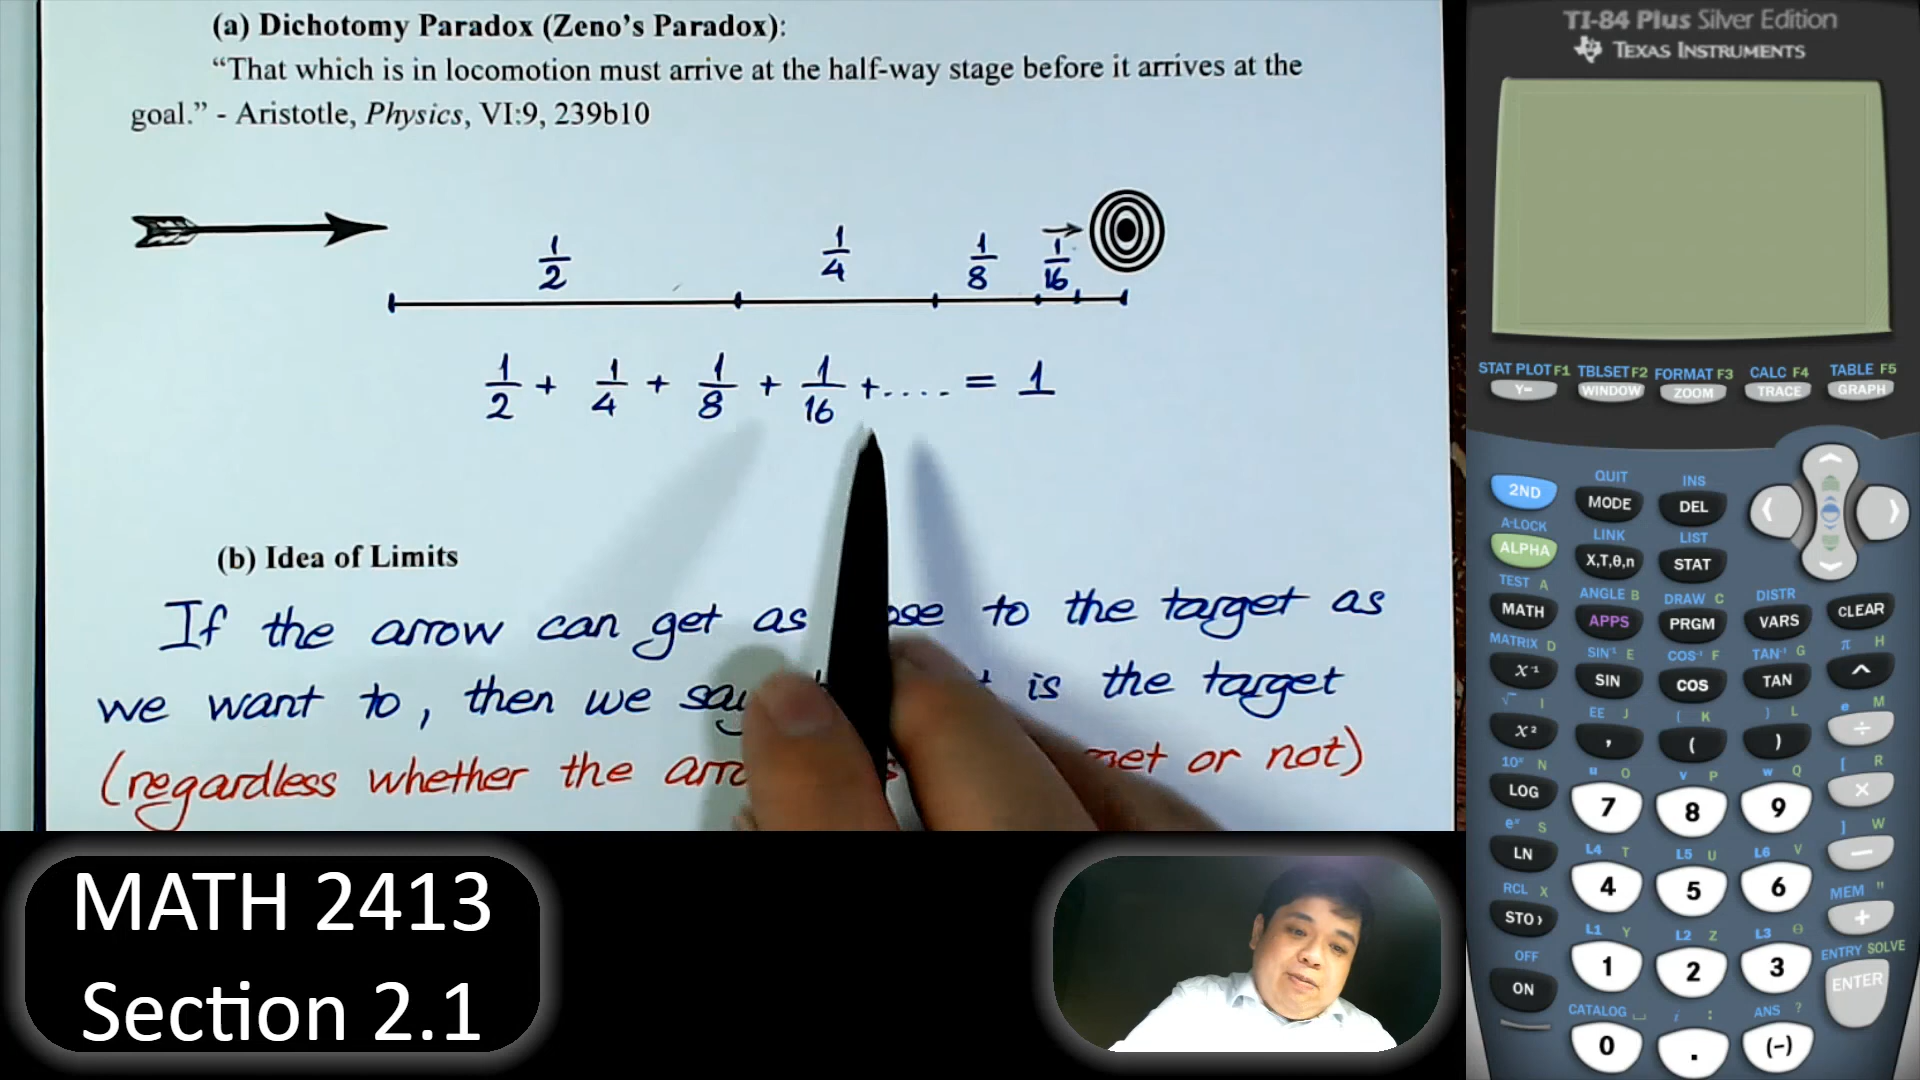 (a) Dichotomy Paradox (Zeno's Paradox):
“That which is in locomotion must arrive at the half-way stage before it arrives at the
goal.” - Aristotle, Physics, VI:9, 239b10
1/2 1/4 1/8 1/16
1/2 + 1/4 + 1/8 + 1/16 + .... = 1
(b) Idea of Limits
If the arrow can get as to the target as
we want to, then we say is the target
(regardless whether the or not)
MATH 2413
Section 2.1
TI-84 Plus Silver Edition
TEXAS INSTRUMENTS
STAT PLOT F1 TBLSET F2 FORMAT F3 CALC F4 TABLE F5
Y= WINDOW ZOOM TRACE GRAPH
QUIT INS
2ND MODE DEL
A-LOCK LINK LIST
ALPHA X,T,θ,n STAT
TEST A ANGLE B DRAW C DISTR
MATH APPS PRGM VARS CLEAR
MATRIX D SIN⁻¹ E COS⁻¹ F TAN⁻¹ G π H
x⁻¹ SIN COS TAN ^
√ I EE J { K } L e M
x² , ( ) ÷
10ˣ N u O v P w Q [ R
LOG 7 8 9 ×
eˣ S L4 T L5 U L6 V ] W
LN 4 5 6 −
RCL X L1 Y L2 Z L3 θ MEM "
STO› 1 2 3 +
OFF CATALOG i : ANS ? ENTRY SOLVE
ON 0 . (-) ENTER